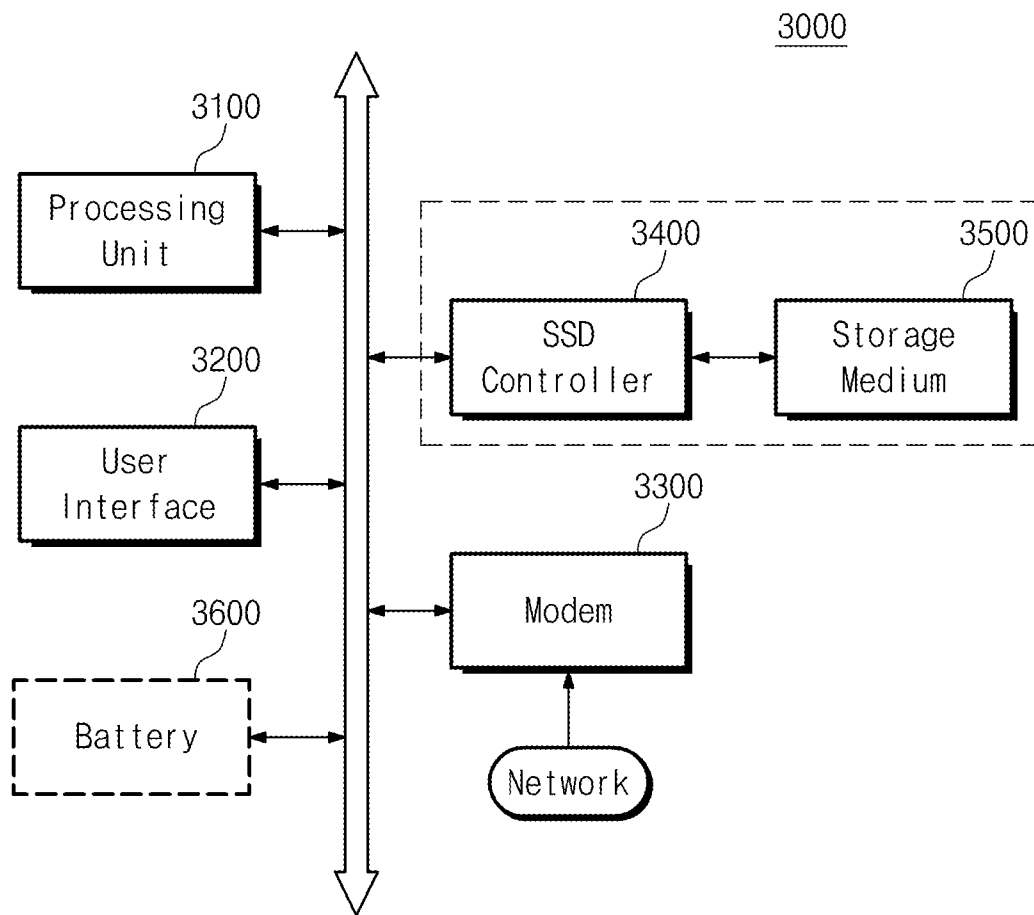 3000
3100
Processing
Unit
3400
3500
SSD
Controller
Storage
Medium
3200
User
Interface
3300
Modem
3600
Battery
Network